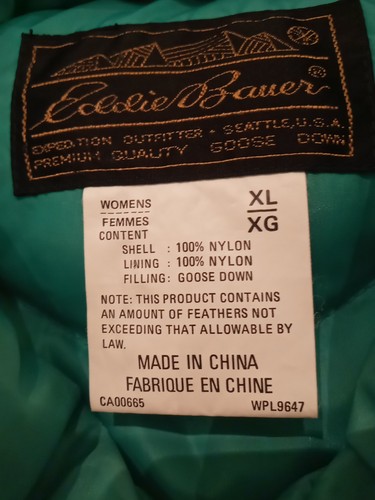 Eddie Bauer®
EXPEDITION OUTFITTER • SEATTLE, U.S.A.
PREMIUM QUALITY GOOSE DOWN
WOMENS XL
FEMMES XG
CONTENT
SHELL : 100% NYLON
LINING : 100% NYLON
FILLING: GOOSE DOWN
NOTE: THIS PRODUCT CONTAINS
AN AMOUNT OF FEATHERS NOT
EXCEEDING THAT ALLOWABLE BY
LAW.
MADE IN CHINA
FABRIQUE EN CHINE
CA00665 WPL9647